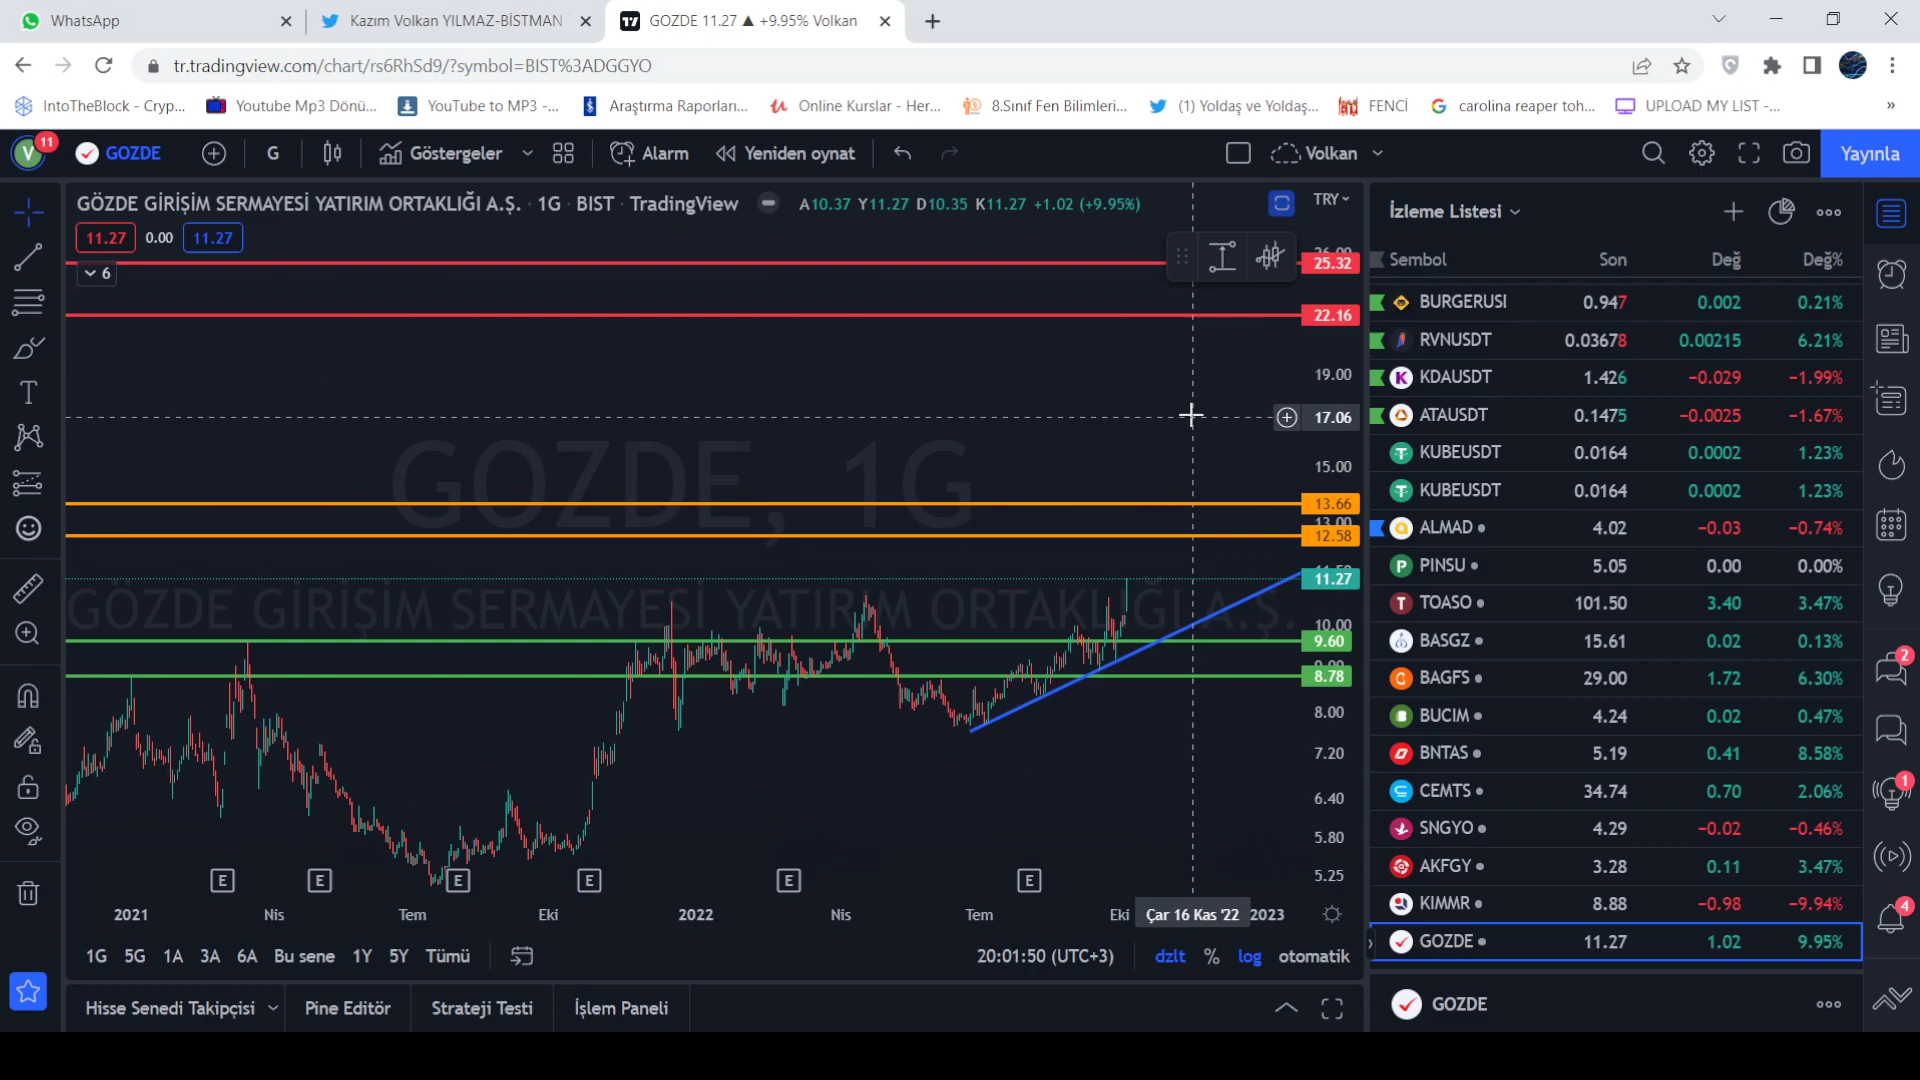 WhatsApp
Kazım Volkan YILMAZ-BİSTMAN
GOZDE 11.27 ▲ +9.95% Volkan
tr.tradingview.com/chart/rs6RhSd9/?symbol=BIST%3ADGGYO
IntoTheBlock - Cryp...
Youtube Mp3 Dönü...
YouTube to MP3 -...
Araştırma Raporları...
Online Kurslar - Her...
8.Sınıf Fen Bilimleri...
(1) Yoldaş ve Yoldaş...
FENCİ
carolina reaper toh...
UPLOAD MY LIST -...
»
V 11
GOZDE
G
Göstergeler
Alarm
Yeniden oynat
Volkan
Yayınla
GÖZDE GİRİŞİM SERMAYESİ YATIRIM ORTAKLIĞI A.Ş. · 1G · BIST · TradingView
A10.37 Y11.27 D10.35 K11.27 +1.02 (+9.95%)
TRY
11.27 0.00 11.27
6
25.32
22.16
19.00
17.06
15.00
13.66
13.00
12.58
11.27
10.00
9.60
8.78
8.00
7.20
6.40
5.80
5.25
GOZDE, 1G
GÖZDE GİRİŞİM SERMAYESİ YATIRIM ORTAKLIĞI A.Ş.
E E E E E E
2021 Nis Tem Eki 2022 Nis Tem Eki Çar 16 Kas '22 2023
1G 5G 1A 3A 6A Bu sene 1Y 5Y Tümü
20:01:50 (UTC+3)
dzlt % log otomatik
Hisse Senedi Takipçisi
Pine Editör
Strateji Testi
İşlem Paneli
İzleme Listesi
Sembol Son Değ Değ%
BURGERUSI 0.947 0.002 0.21%
RVNUSDT 0.03678 0.00215 6.21%
KDAUSDT 1.426 −0.029 −1.99%
ATAUSDT 0.1475 −0.0025 −1.67%
KUBEUSDT 0.0164 0.0002 1.23%
KUBEUSDT 0.0164 0.0002 1.23%
ALMAD 4.02 −0.03 −0.74%
PINSU 5.05 0.00 0.00%
TOASO 101.50 3.40 3.47%
BASGZ 15.61 0.02 0.13%
BAGFS 29.00 1.72 6.30%
BUCIM 4.24 0.02 0.47%
BNTAS 5.19 0.41 8.58%
CEMTS 34.74 0.70 2.06%
SNGYO 4.29 −0.02 −0.46%
AKFGY 3.28 0.11 3.47%
KIMMR 8.88 −0.98 −9.94%
GOZDE 11.27 1.02 9.95%
GOZDE
2
1
4